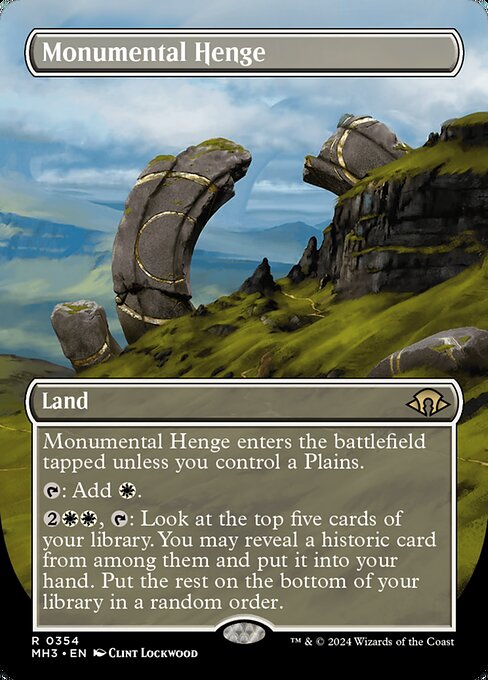 Monumental Henge
Land
Monumental Henge enters the battlefield
tapped unless you control a Plains.
: Add .
2, : Look at the top five cards of
your library. You may reveal a historic card
from among them and put it into your
hand. Put the rest on the bottom of your
library in a random order.
R 0354
MH3 • EN CLINT LOCKWOOD
™ & © 2024 Wizards of the Coast